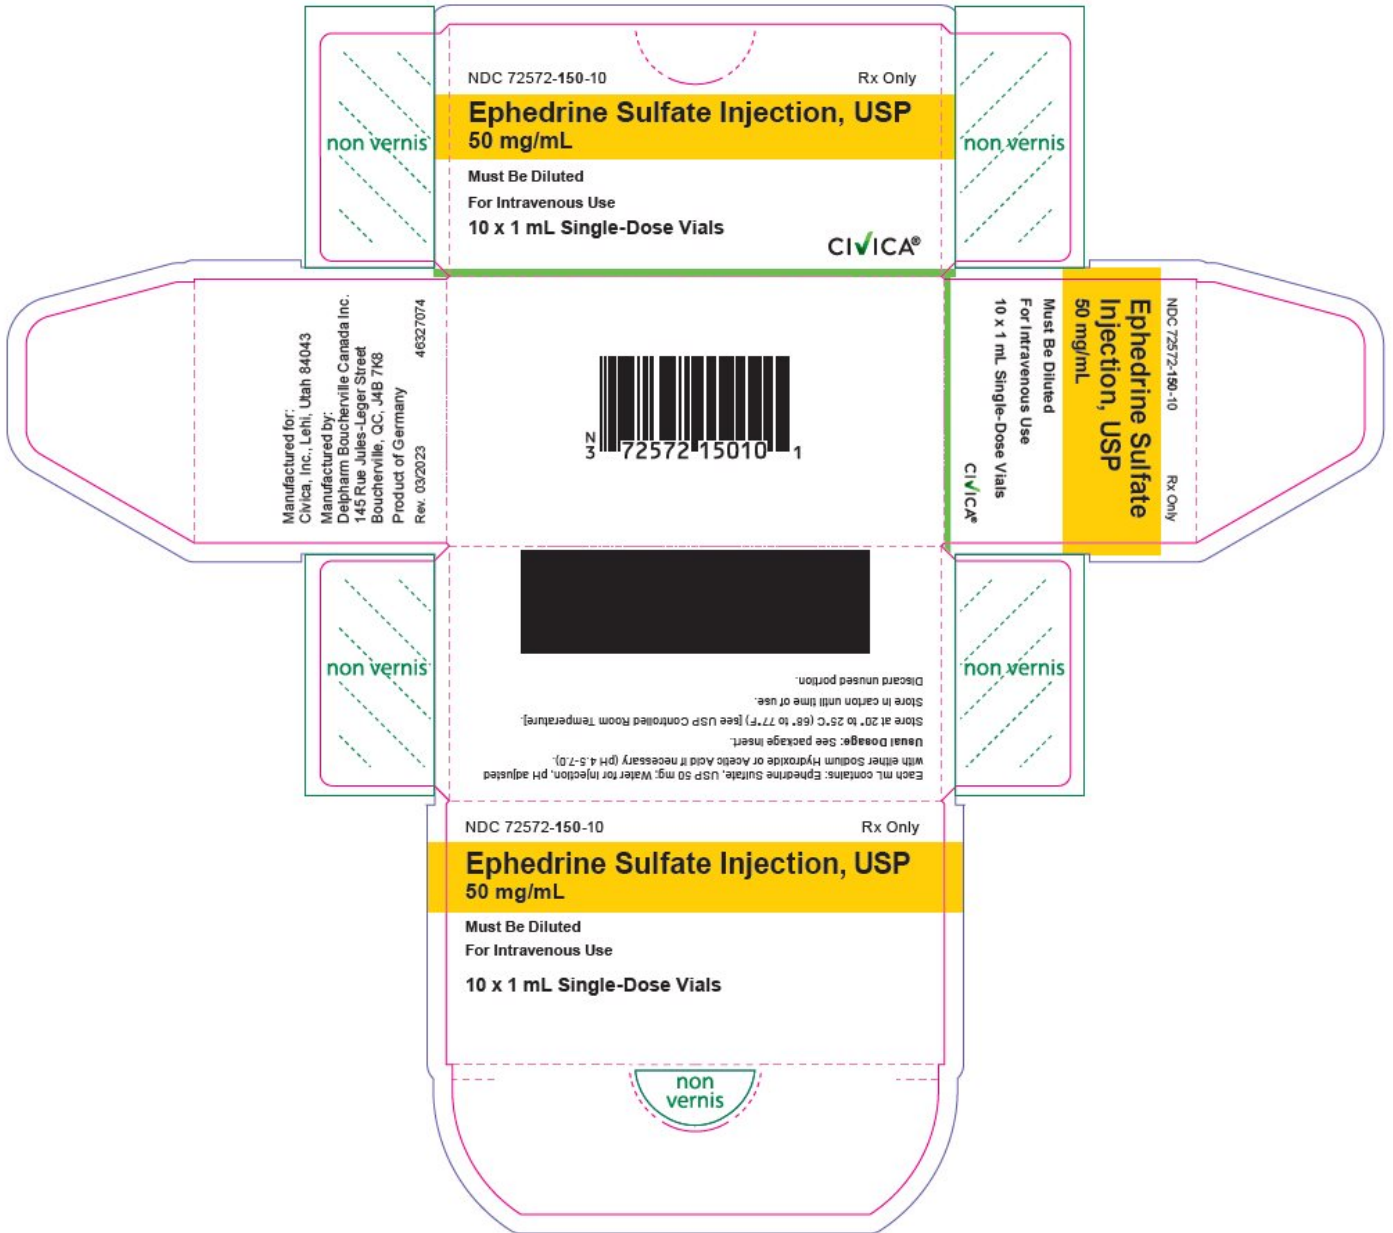 NDC 72572-150-10 Rx Only
Ephedrine Sulfate Injection, USP
50 mg/mL
Must Be Diluted
For Intravenous Use
10 x 1 mL Single-Dose Vials
CIVICA®
non vernis
non vernis
Manufactured for:
Civica, Inc., Lehi, Utah 84043
Manufactured by:
Delpharm Boucherville Canada Inc.
145 Rue Jules-Leger Street
Boucherville, QC, J4B 7K8
Product of Germany
Rev. 03/2023 46327074
N
3 72572 15010 1
NDC 72572-150-10 Rx Only
Ephedrine Sulfate
Injection, USP
50 mg/mL
Must Be Diluted
For Intravenous Use
10 x 1 mL Single-Dose Vials
CIVICA®
non vernis
non vernis
Each mL contains: Ephedrine Sulfate, USP 50 mg; Water for Injection, pH adjusted
with either Sodium Hydroxide or Acetic Acid if necessary (pH 4.5-7.0).
Usual Dosage: See package insert.
Store at 20° to 25°C (68° to 77°F) [see USP Controlled Room Temperature].
Store in carton until time of use.
Discard unused portion.
NDC 72572-150-10 Rx Only
Ephedrine Sulfate Injection, USP
50 mg/mL
Must Be Diluted
For Intravenous Use
10 x 1 mL Single-Dose Vials
non
vernis